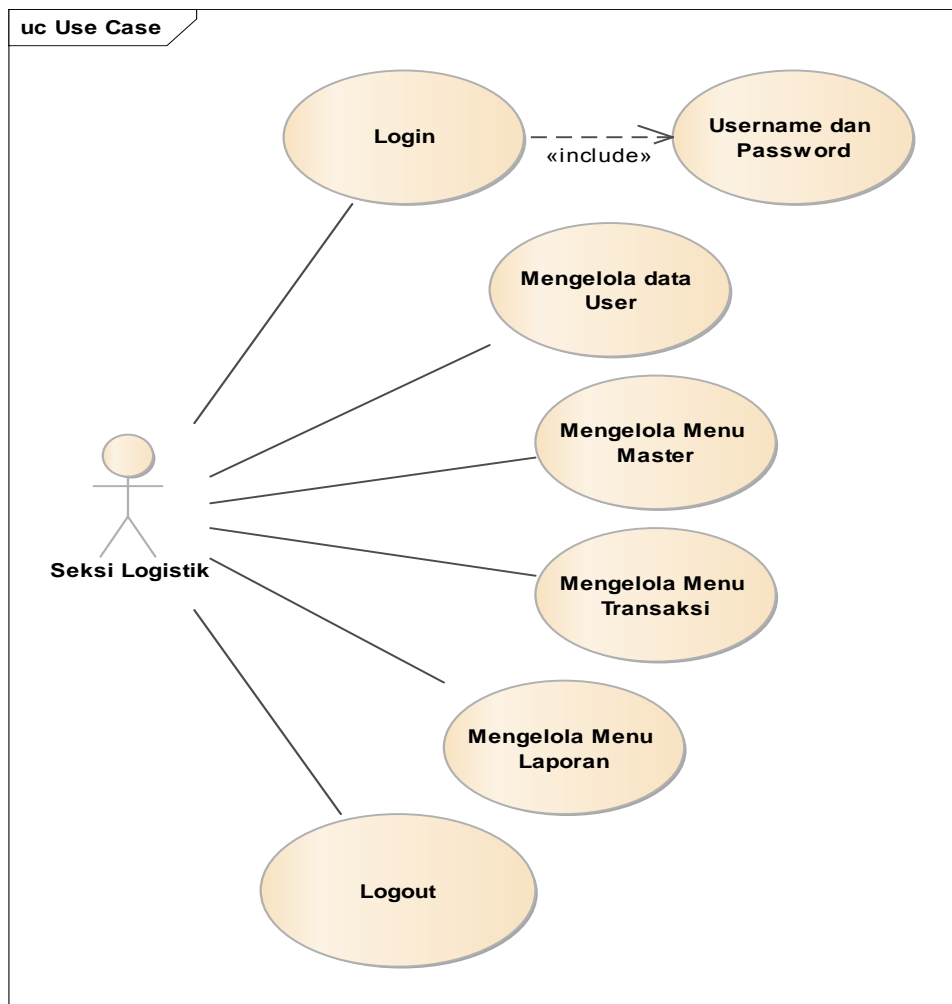 uc Use Case
Login
«include»
Username dan
Password
Mengelola data
User
Mengelola Menu
Master
Mengelola Menu
Transaksi
Seksi Logistik
Mengelola Menu
Laporan
Logout